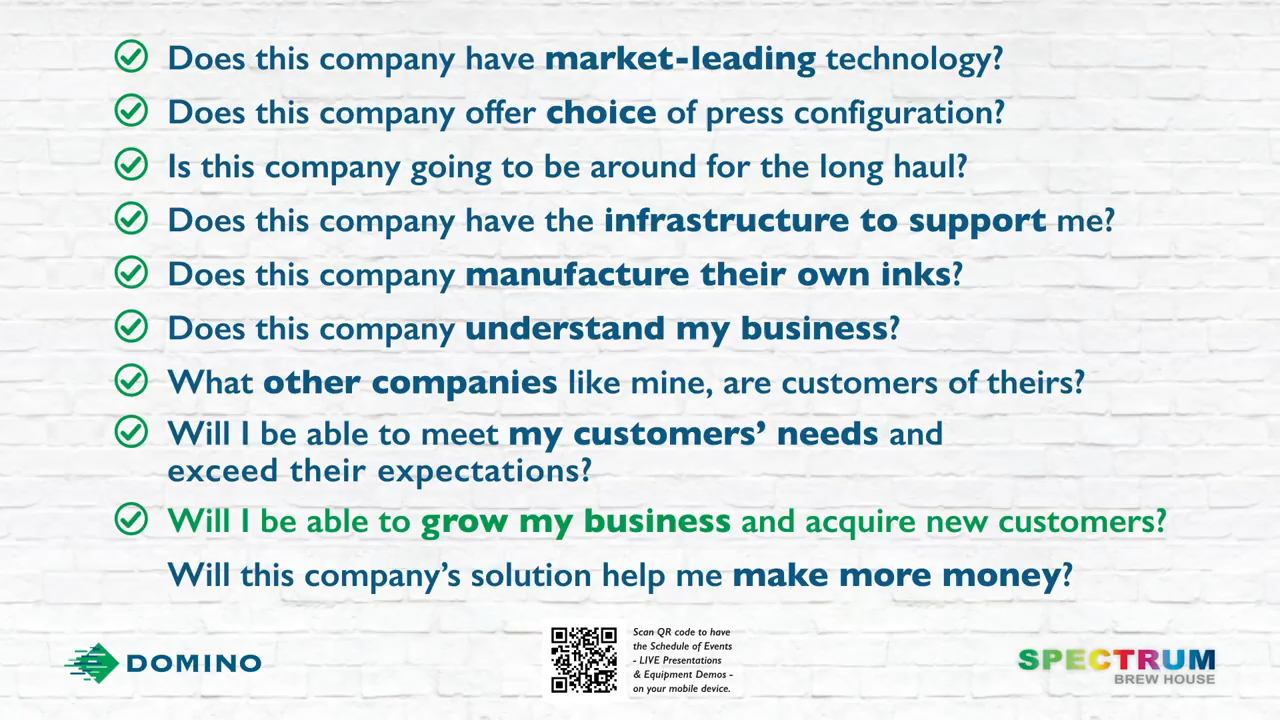 Does this company have market-leading technology?
Does this company offer choice of press configuration?
Is this company going to be around for the long haul?
Does this company have the infrastructure to support me?
Does this company manufacture their own inks?
Does this company understand my business?
What other companies like mine, are customers of theirs?
Will I be able to meet my customers’ needs and
exceed their expectations?
Will I be able to grow my business and acquire new customers?
Will this company’s solution help me make more money?
DOMINO
Scan QR code to have
the Schedule of Events
- LIVE Presentations
& Equipment Demos -
on your mobile device.
SPECTRUM
BREW HOUSE